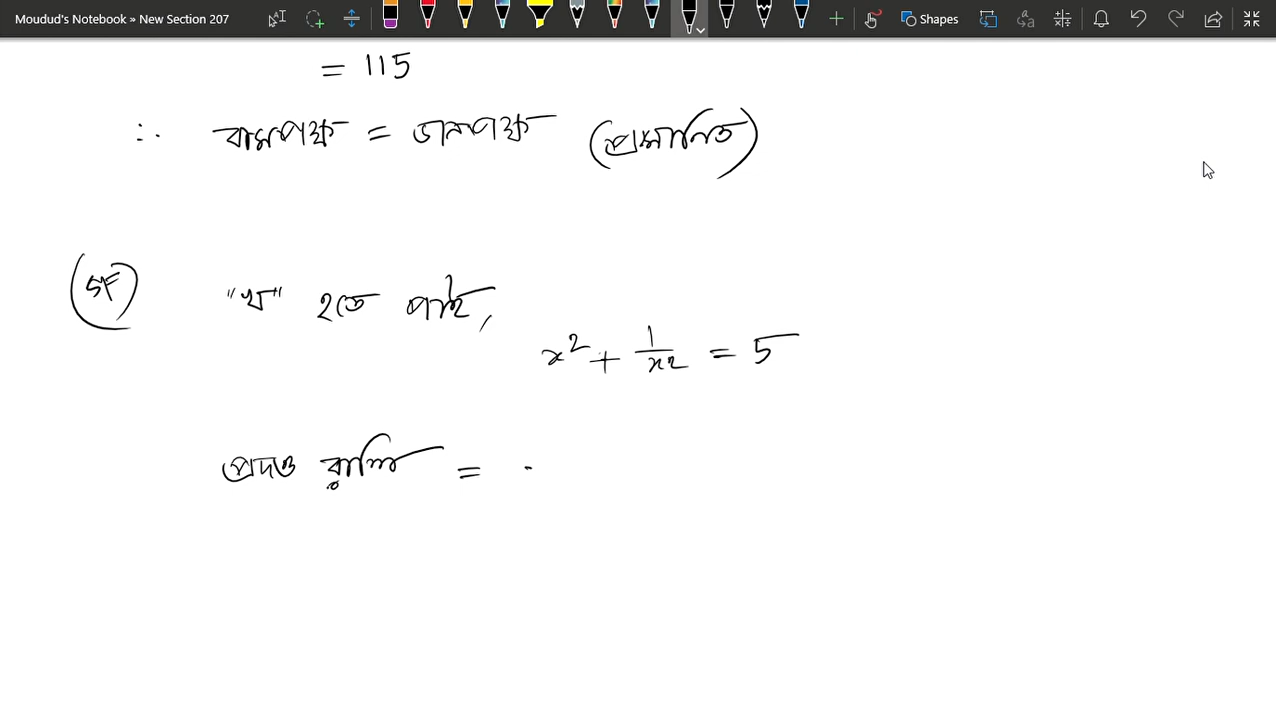 Moudud's Notebook » New Section 207
Shapes
= 115
∴ বামপক্ষ = ডানপক্ষ (প্রমাণিত)
গ "খ" হতে পাই,
x² + 1/x² = 5
প্রদত্ত রাশি =